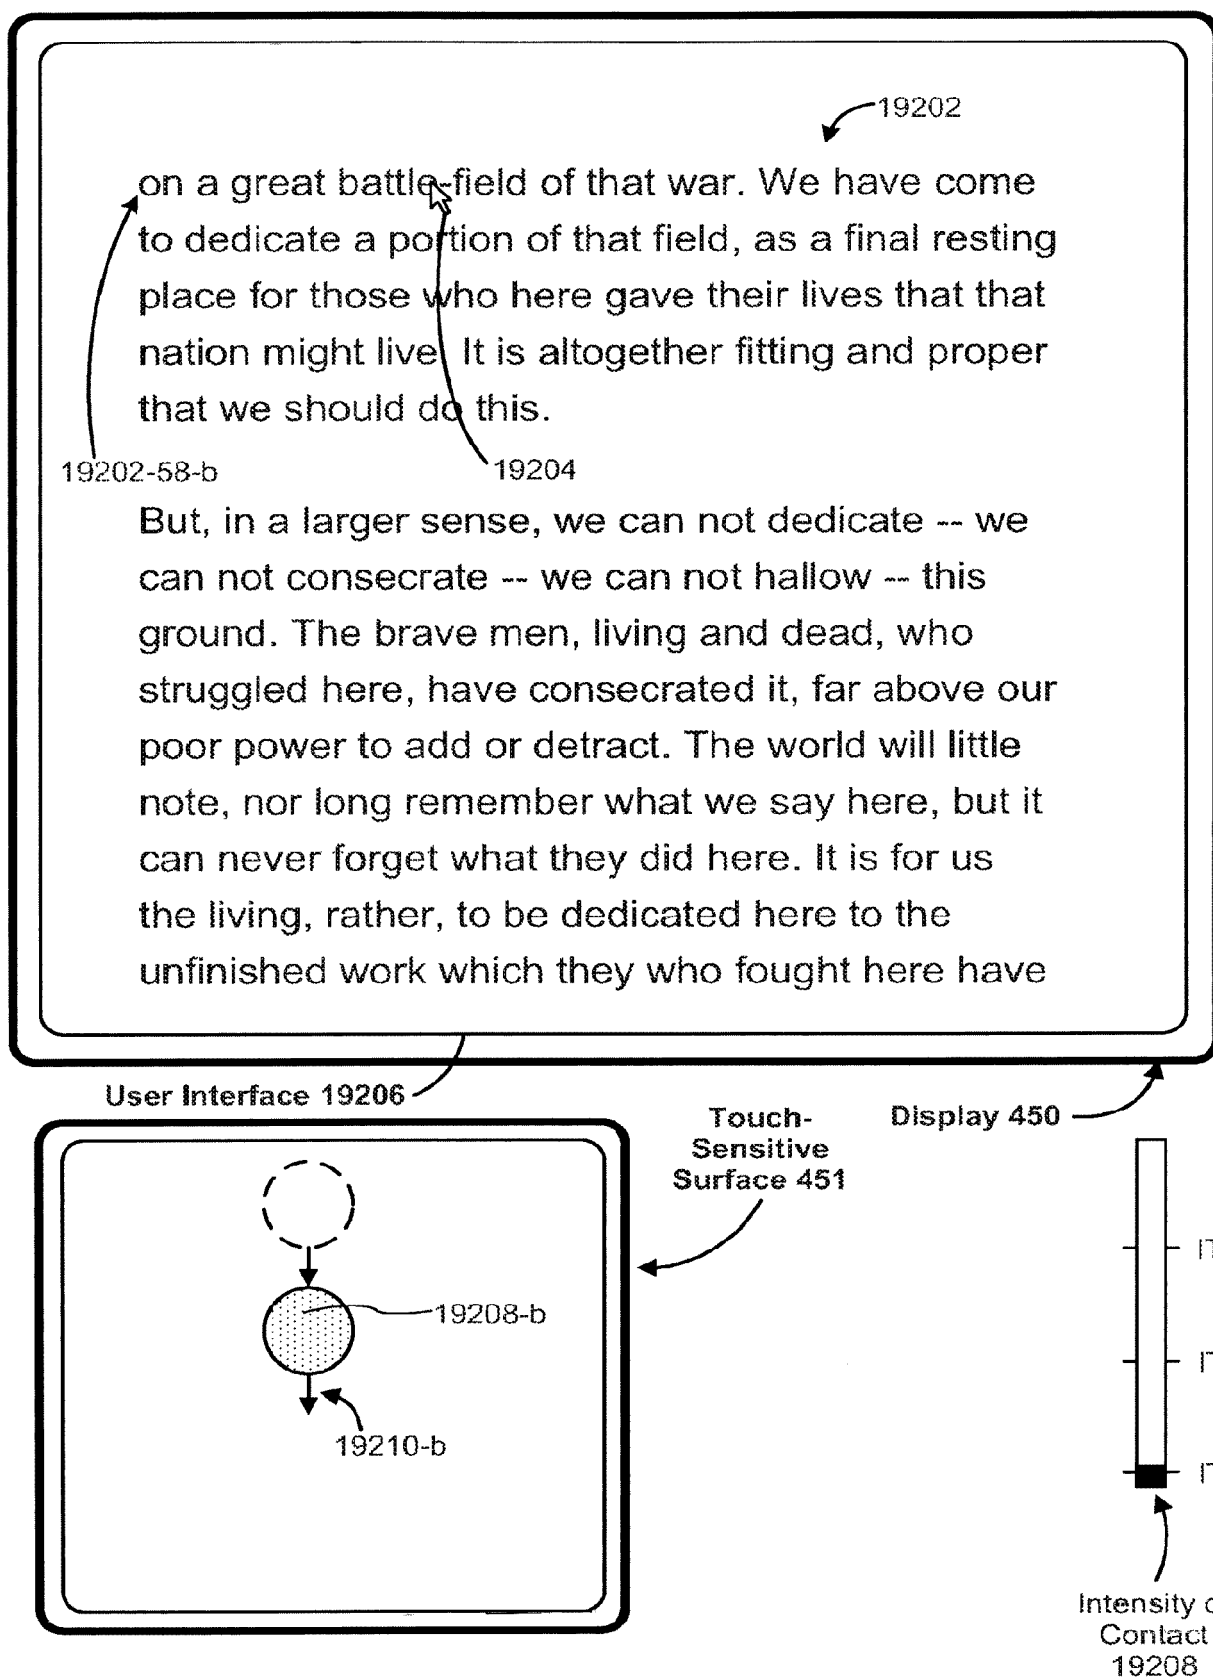 19202
on a great battle-field of that war. We have come
to dedicate a portion of that field, as a final resting
place for those who here gave their lives that that
nation might live. It is altogether fitting and proper
that we should do this.
19202-58-b
19204
But, in a larger sense, we can not dedicate -- we
can not consecrate -- we can not hallow -- this
ground. The brave men, living and dead, who
struggled here, have consecrated it, far above our
poor power to add or detract. The world will little
note, nor long remember what we say here, but it
can never forget what they did here. It is for us
the living, rather, to be dedicated here to the
unfinished work which they who fought here have
User Interface 19206
Touch-
Sensitive
Surface 451
Display 450
19208-b
19210-b
Intensity
Contact
19208